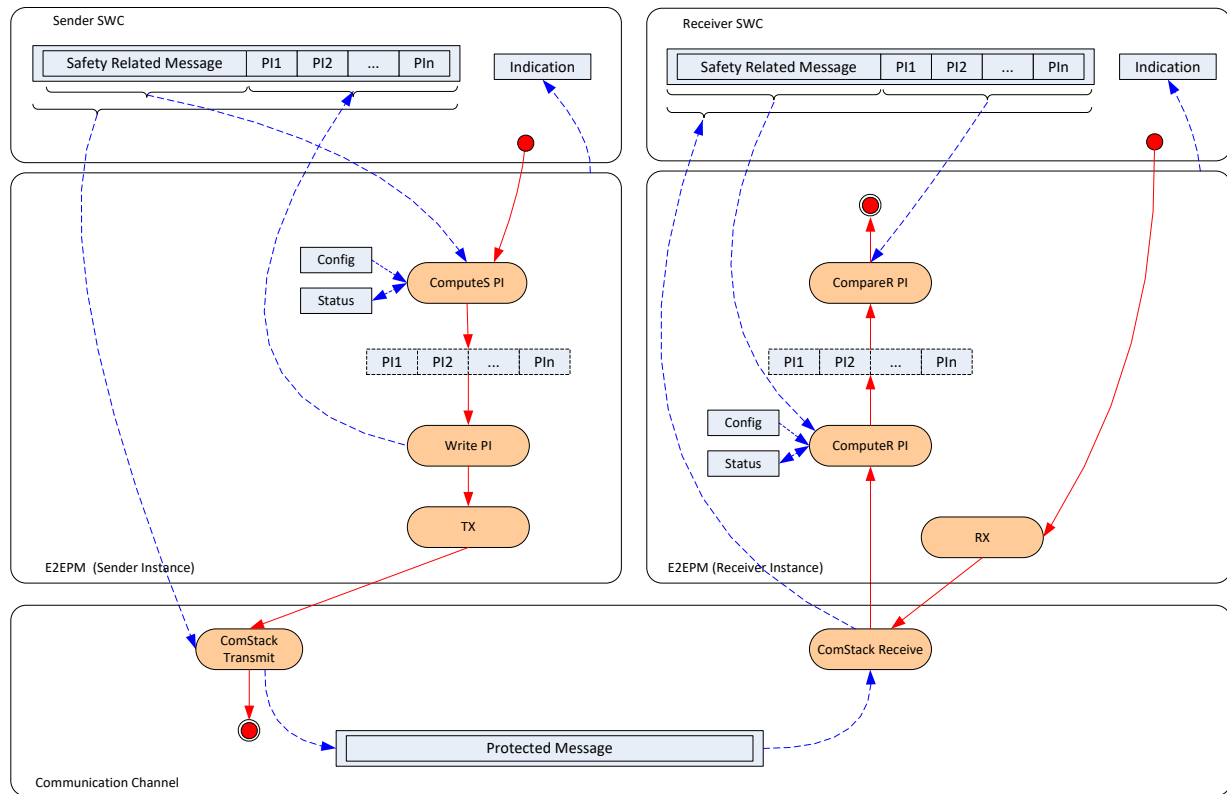 Sender SWC
Safety Related Message PI1 PI2 ... PIn
Indication
Receiver SWC
Safety Related Message PI1 PI2 ... PIn
Indication
Config
Status
ComputeS PI
PI1 PI2 ... PIn
Write PI
TX
E2EPM (Sender Instance)
CompareR PI
PI1 PI2 ... PIn
Config
Status
ComputeR PI
RX
E2EPM (Receiver Instance)
ComStack
Transmit
ComStack Receive
Protected Message
Communication Channel